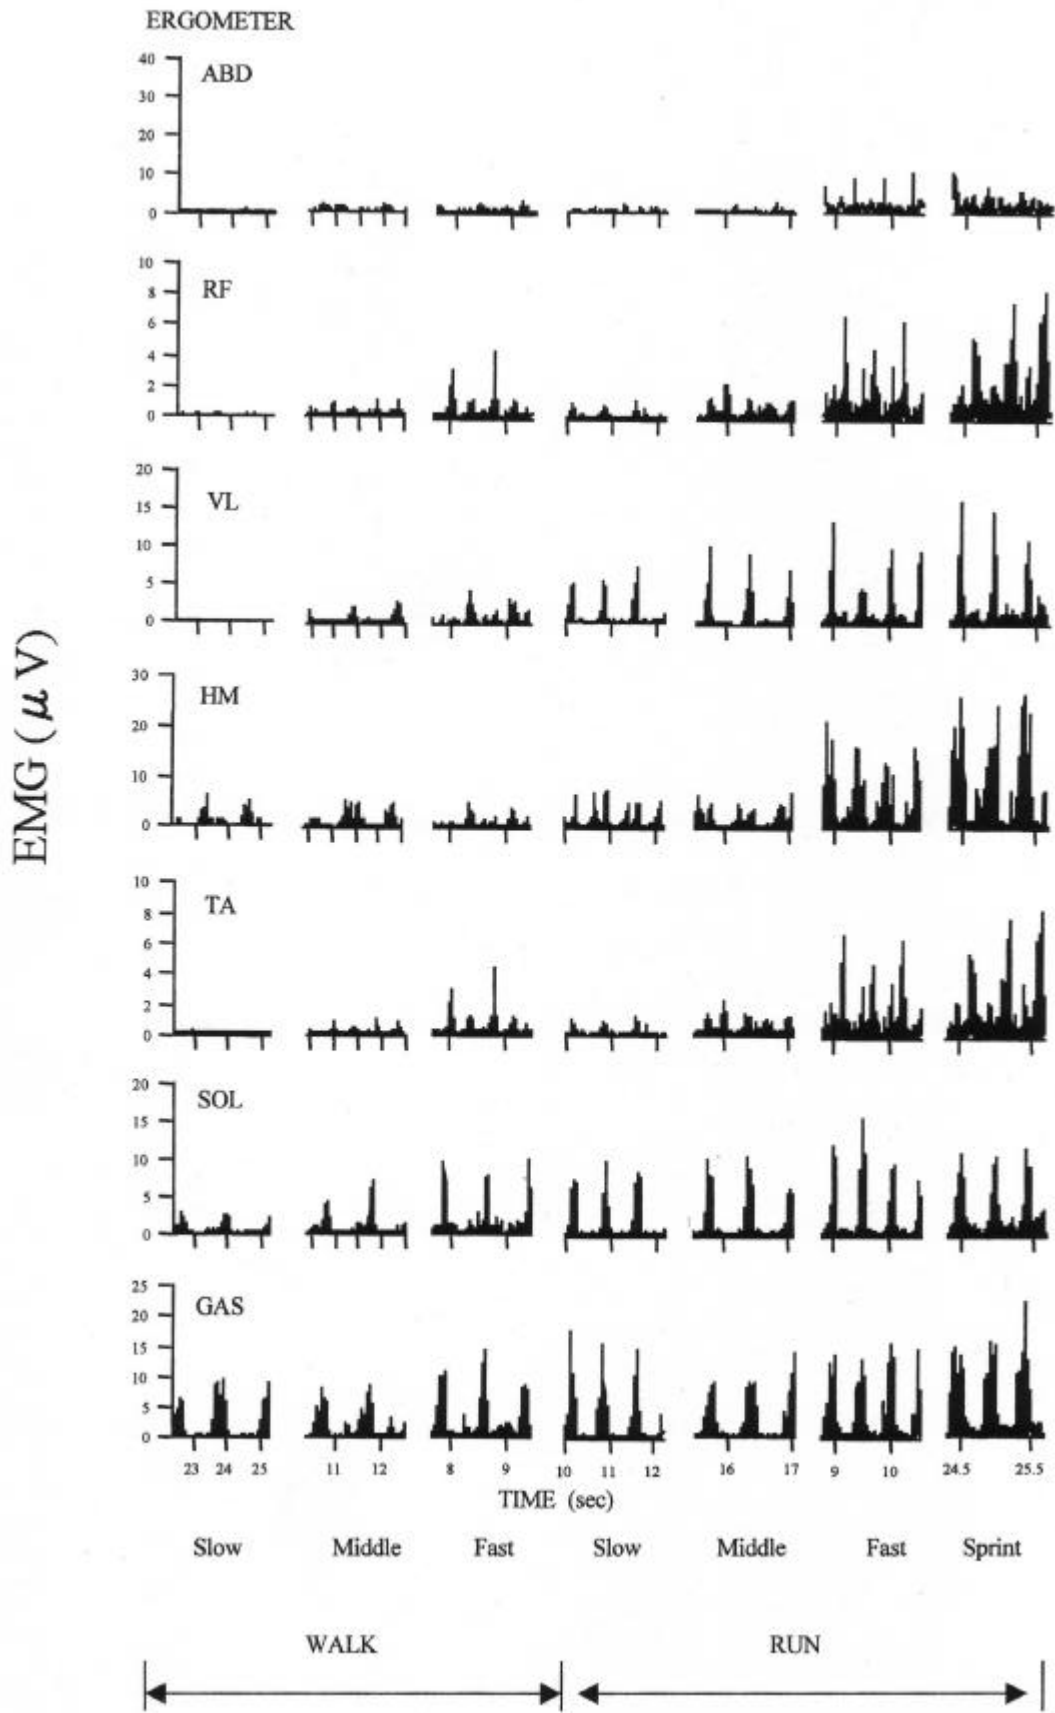 ERGOMETER
40
ABD
30
20
10
0
10
RF
8
6
4
2
0
20
VL
15
10
5
0
30
HM
20
10
0
10
TA
8
6
4
2
0
20
SOL
15
10
5
0
25
GAS
20
15
10
5
0
EMG (μV)
23 24 25 11 12 8 9 10 11 12 16 17 9 10 24.5 25.5
TIME (sec)
Slow Middle Fast Slow Middle Fast Sprint
WALK RUN